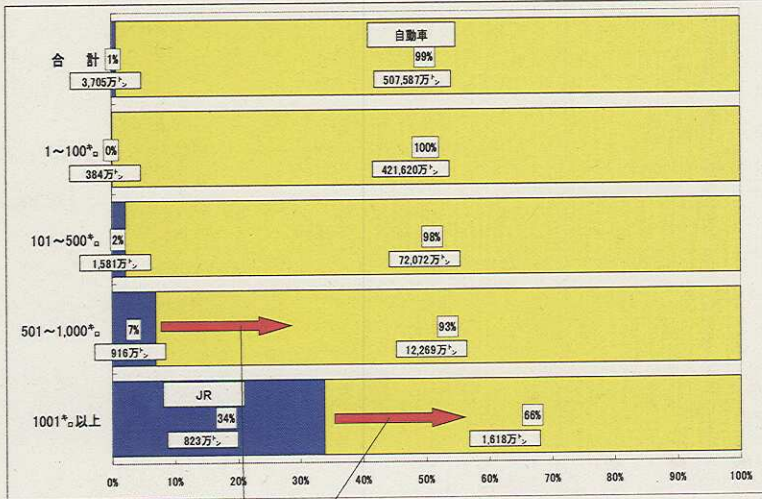 自動車
合 計 1% 99%
3,705万トン 507,587万トン
1～100キロ 0% 100%
384万トン 421,620万トン
101～500キロ 2% 98%
1,581万トン 72,072万トン
501～1,000キロ 7% 93%
916万トン 12,269万トン
JR
1001キロ以上 34% 66%
823万トン 1,618万トン
0% 10% 20% 30% 40% 50% 60% 70% 80% 90% 100%